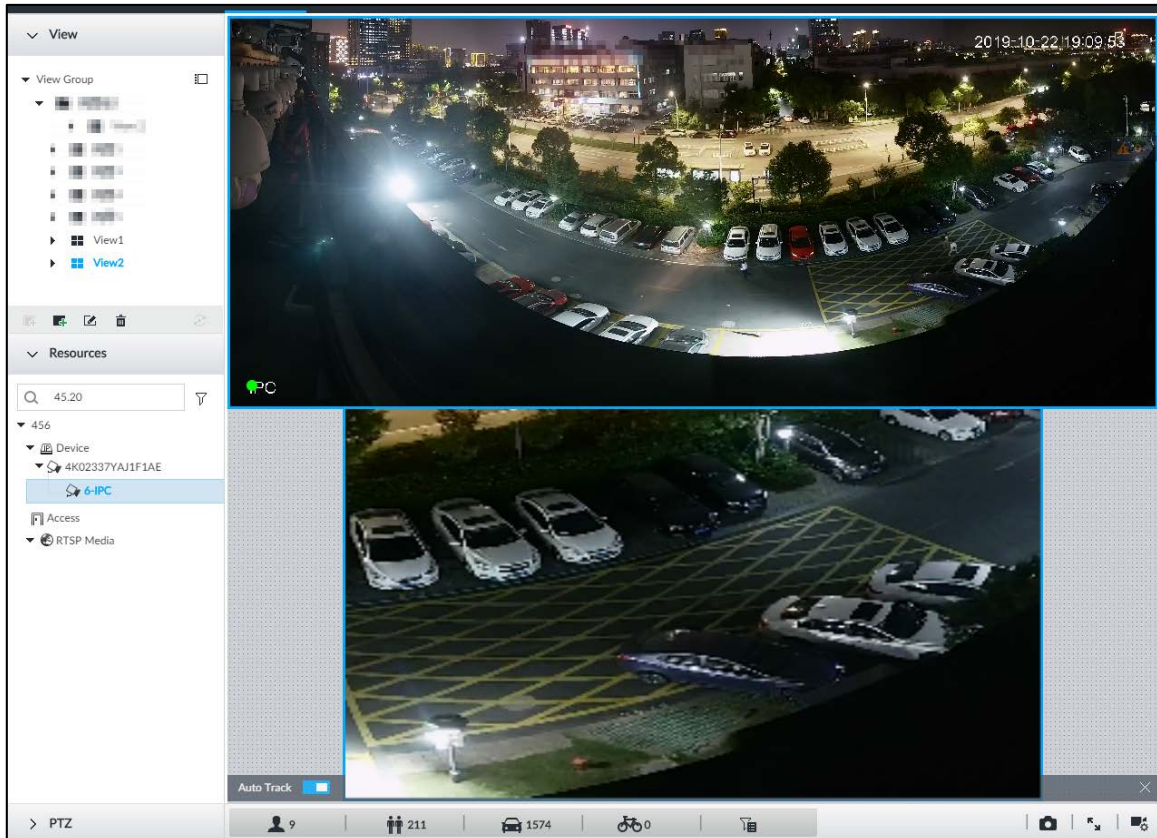 View
View Group
View1
View2
Resources
45.20
456
Device
4K02337YAJ1F1AE
6-IPC
Access
RTSP Media
PTZ
2019-10-22 19:09:53
IPC
Auto Track
9
211
1574
0